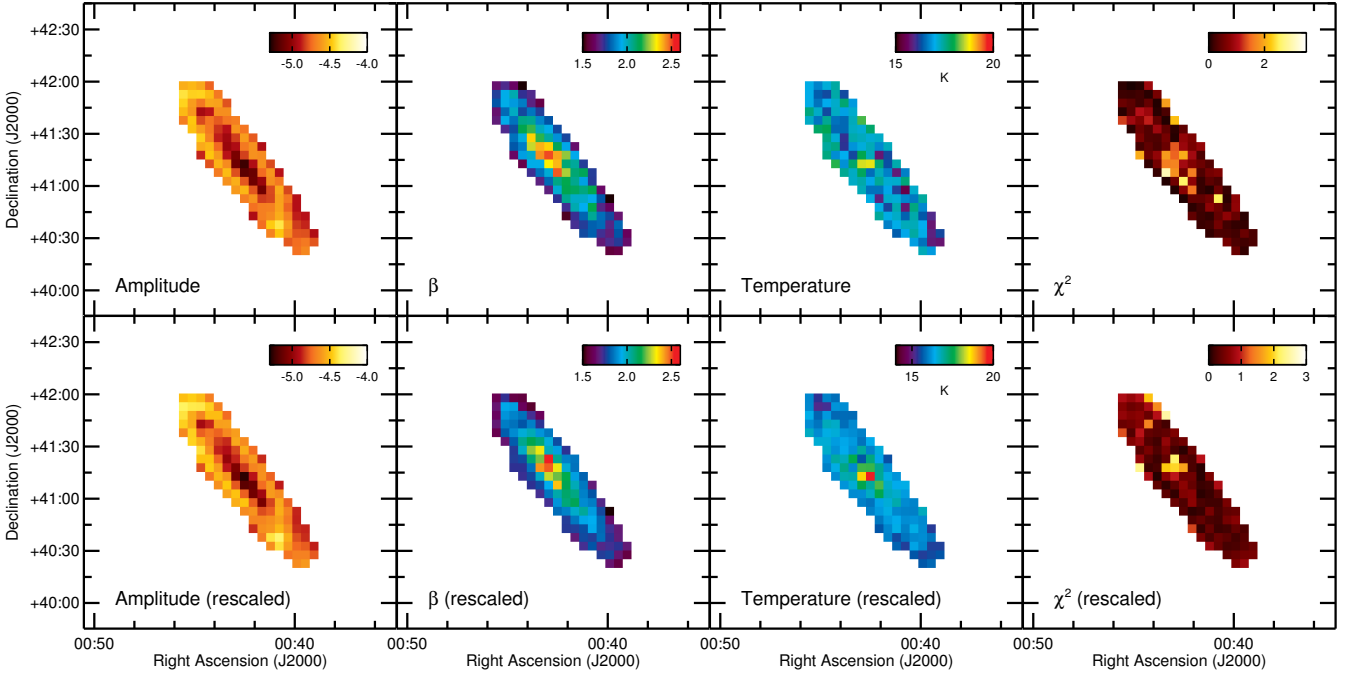 +42:30
+42:00
+41:30
+41:00
+40:30
+40:00
Declination (J2000)
-5.0 -4.5 -4.0
Amplitude
1.5 2.0 2.5
β
15 20
K
Temperature
0 2
χ²
+42:30
+42:00
+41:30
+41:00
+40:30
+40:00
Declination (J2000)
-5.0 -4.5 -4.0
Amplitude (rescaled)
1.5 2.0 2.5
β (rescaled)
15 20
K
Temperature (rescaled)
0 1 2 3
χ² (rescaled)
00:50 00:40 00:50 00:40 00:50 00:40 00:50 00:40
Right Ascension (J2000) Right Ascension (J2000) Right Ascension (J2000) Right Ascension (J2000)